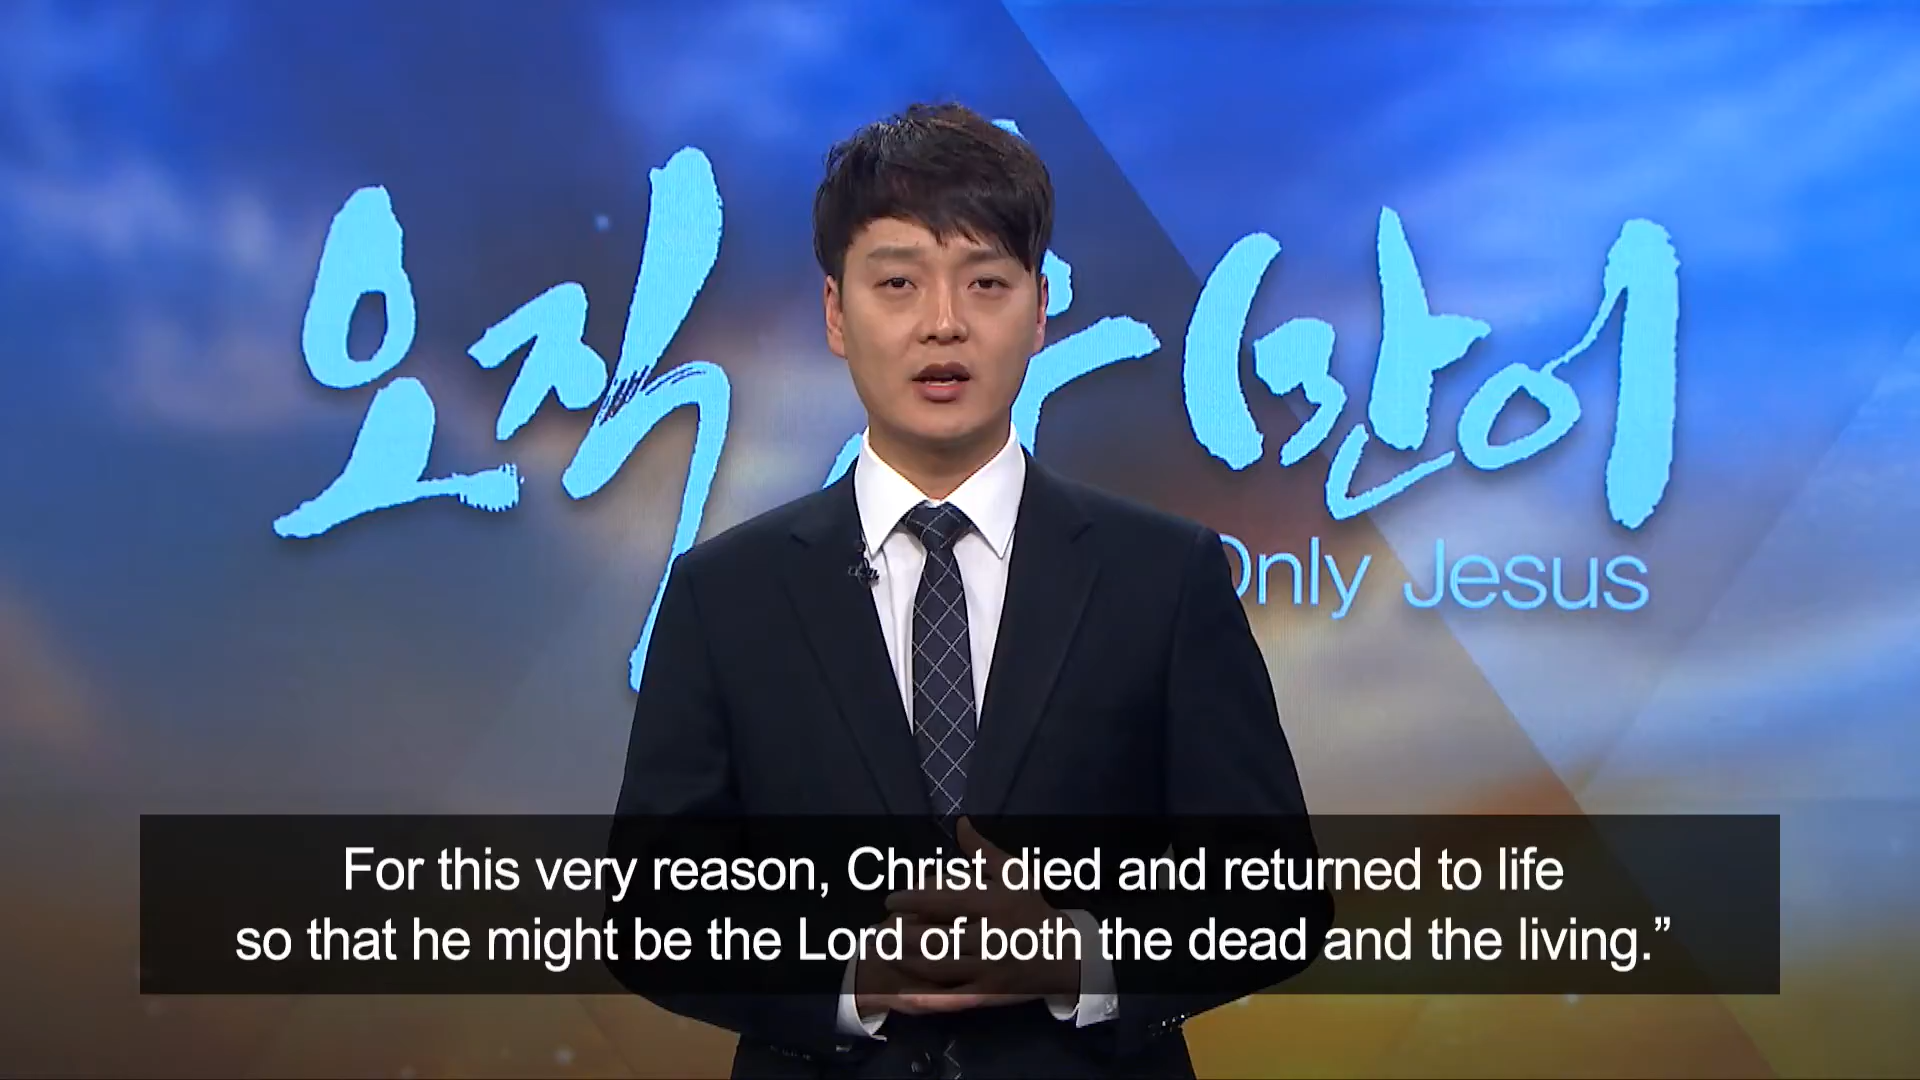 오직 만이
Only Jesus
For this very reason, Christ died and returned to life
so that he might be the Lord of both the dead and the living.”